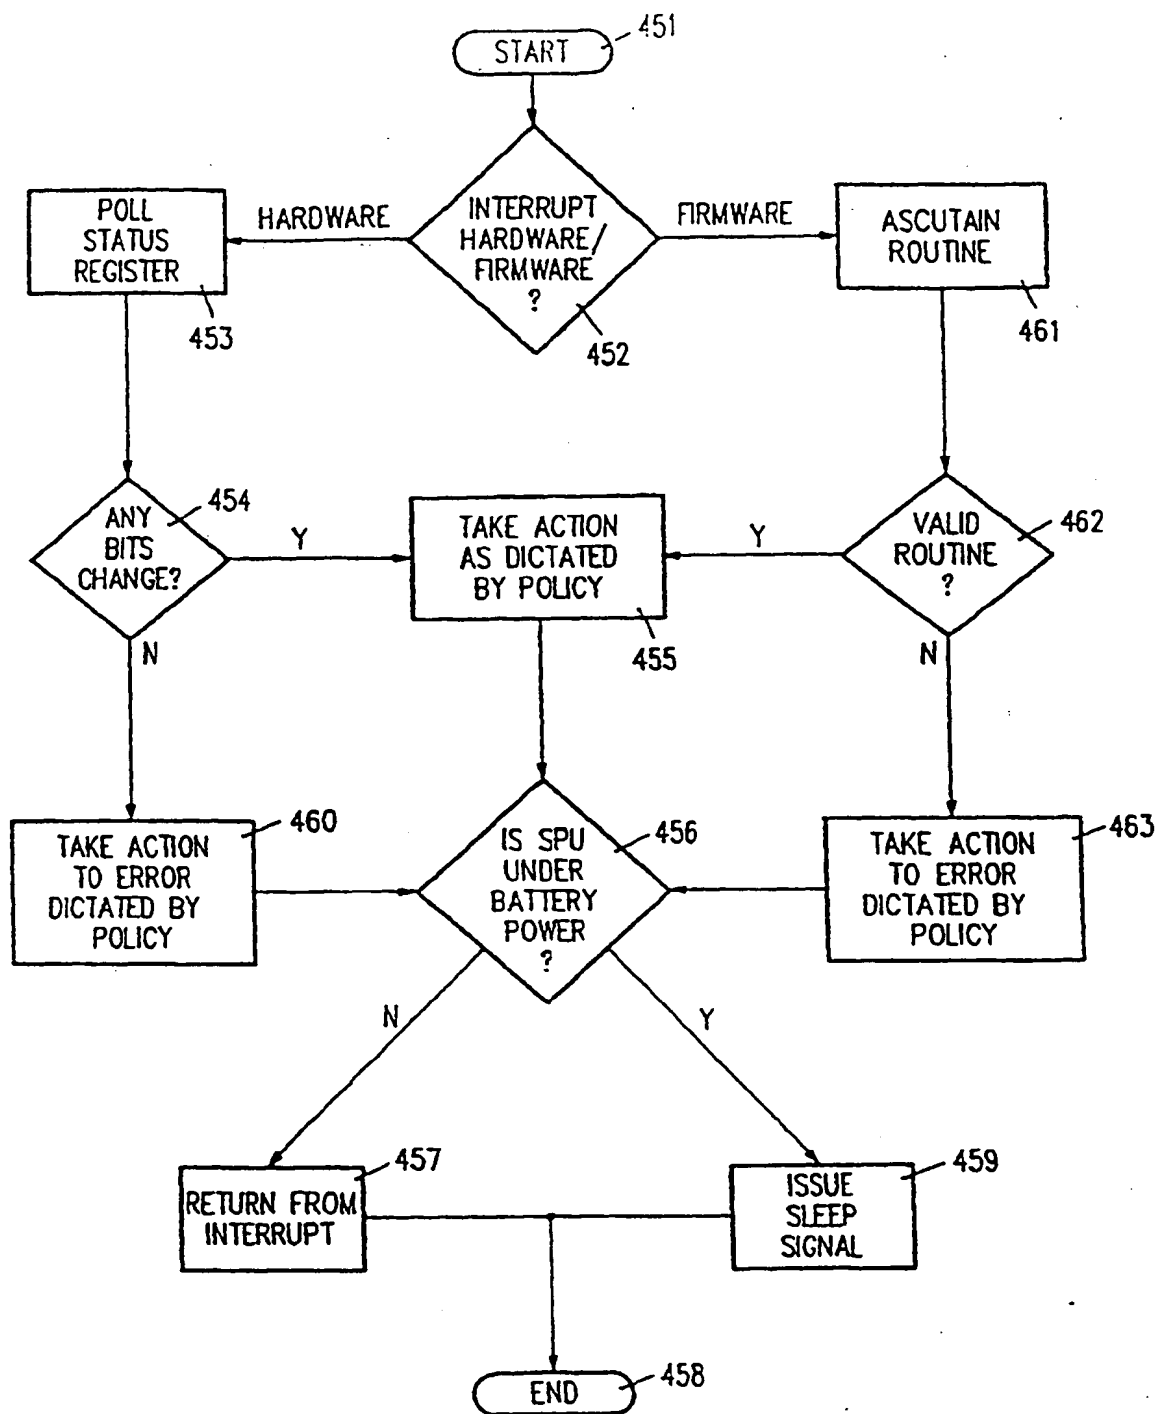 START
451
INTERRUPT
HARDWARE/
FIRMWARE
?
452
HARDWARE
FIRMWARE
POLL
STATUS
REGISTER
453
ASCUTAIN
ROUTINE
461
ANY
BITS
CHANGE?
454
Y
N
TAKE ACTION
AS DICTATED
BY POLICY
455
VALID
ROUTINE
?
462
Y
N
TAKE ACTION
TO ERROR
DICTATED BY
POLICY
460
IS SPU
UNDER
BATTERY
POWER
?
456
TAKE ACTION
TO ERROR
DICTATED BY
POLICY
463
N
Y
RETURN FROM
INTERRUPT
457
ISSUE
SLEEP
SIGNAL
459
END
458